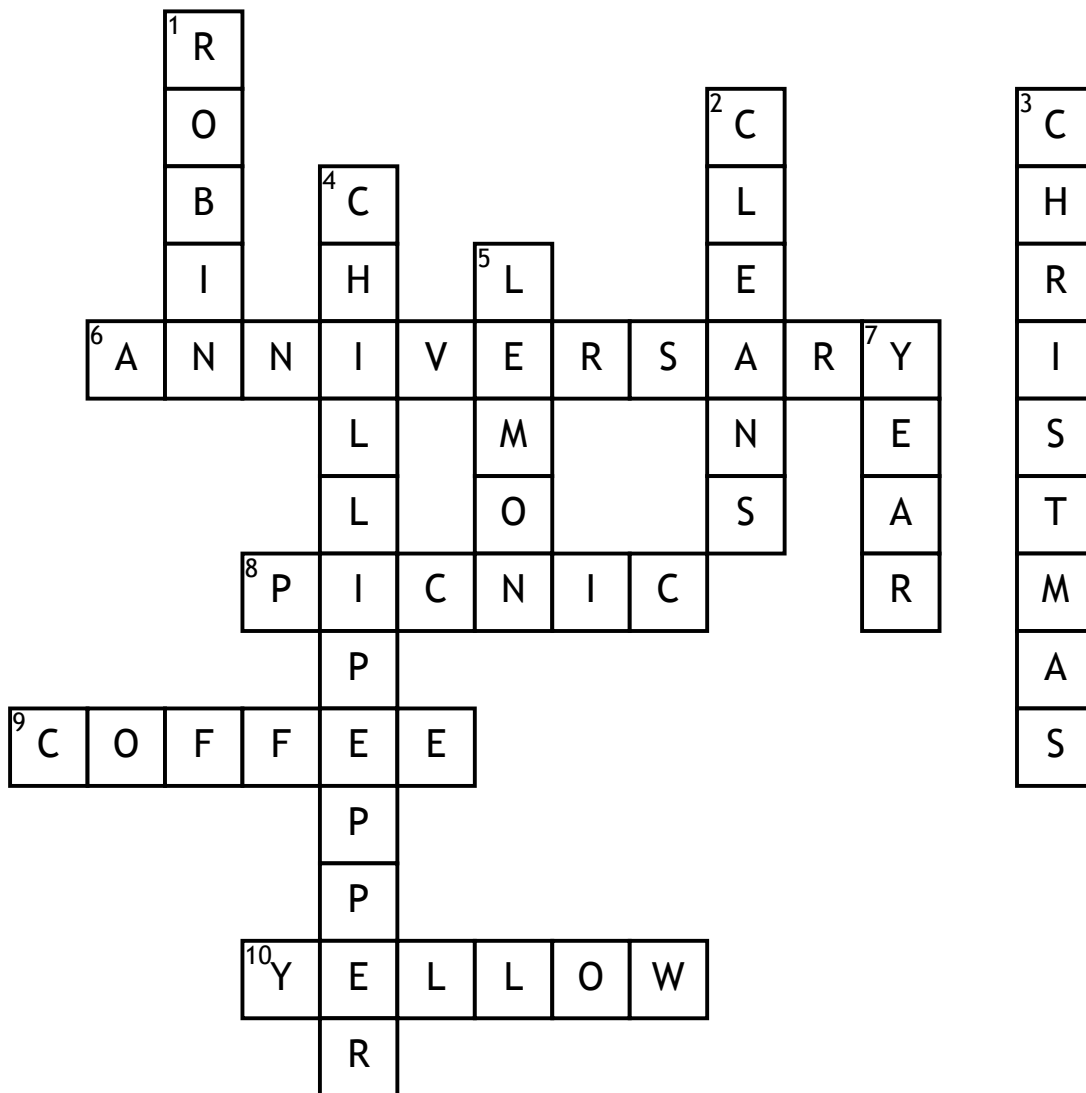 1 R
O 2 C 3 C
B 4 C L H
I H 5 L E R
6 A N N I V E R S A R 7 Y I
L M N E S
L O S A T
8 P I C N I C R M
P A
9 C O F F E E S
P
P
10 Y E L L O W
R